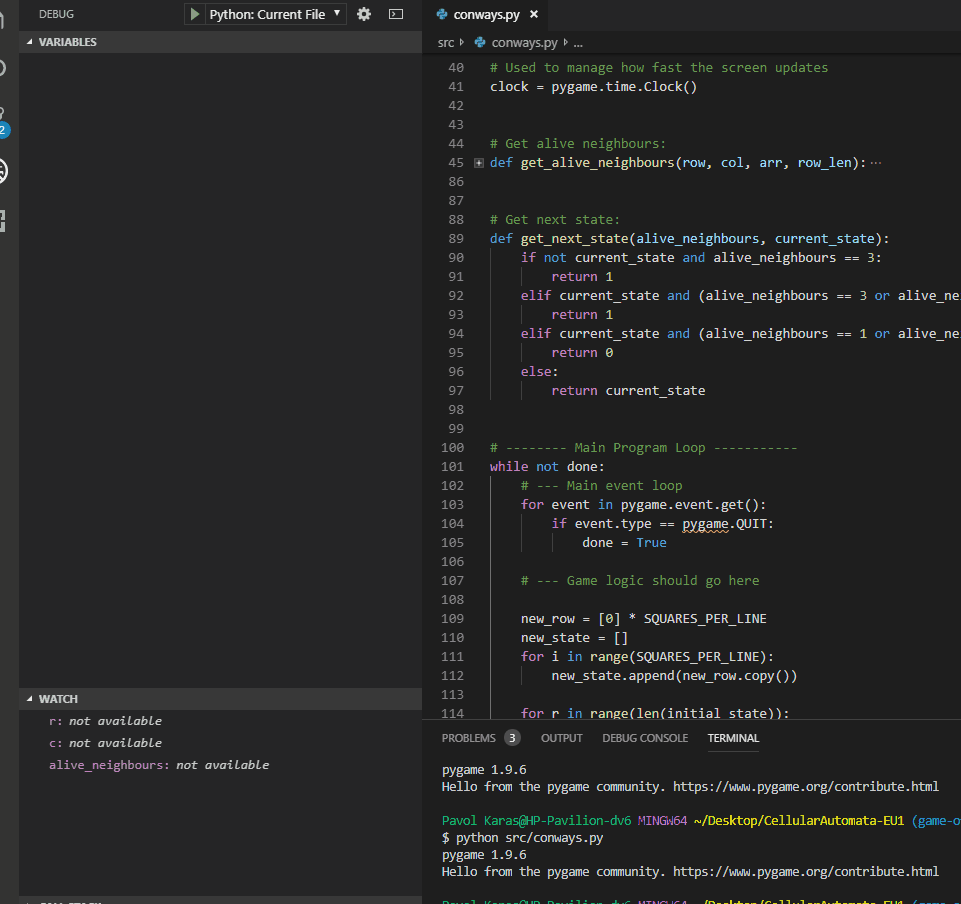 DEBUG
Python: Current File
VARIABLES
2
WATCH
r: not available
c: not available
alive_neighbours: not available
conways.py
src conways.py ...
40 # Used to manage how fast the screen updates
41 clock = pygame.time.Clock()
42
43
44 # Get alive neighbours:
45 def get_alive_neighbours(row, col, arr, row_len):···
86
87
88 # Get next state:
89 def get_next_state(alive_neighbours, current_state):
90 if not current_state and alive_neighbours == 3:
91 return 1
92 elif current_state and (alive_neighbours == 3 or alive_ne
93 return 1
94 elif current_state and (alive_neighbours == 1 or alive_ne
95 return 0
96 else:
97 return current_state
98
99
100 # -------- Main Program Loop -----------
101 while not done:
102 # --- Main event loop
103 for event in pygame.event.get():
104 if event.type == pygame.QUIT:
105 done = True
106
107 # --- Game logic should go here
108
109 new_row = [0] * SQUARES_PER_LINE
110 new_state = []
111 for i in range(SQUARES_PER_LINE):
112 new_state.append(new_row.copy())
113
114 for r in range(len(initial_state)):
PROBLEMS 3 OUTPUT DEBUG CONSOLE TERMINAL
pygame 1.9.6
Hello from the pygame community. https://www.pygame.org/contribute.html
Pavol Karas@HP-Pavilion-dv6 MINGW64 ~/Desktop/CellularAutomata-EU1 (game-o
$ python src/conways.py
pygame 1.9.6
Hello from the pygame community. https://www.pygame.org/contribute.html